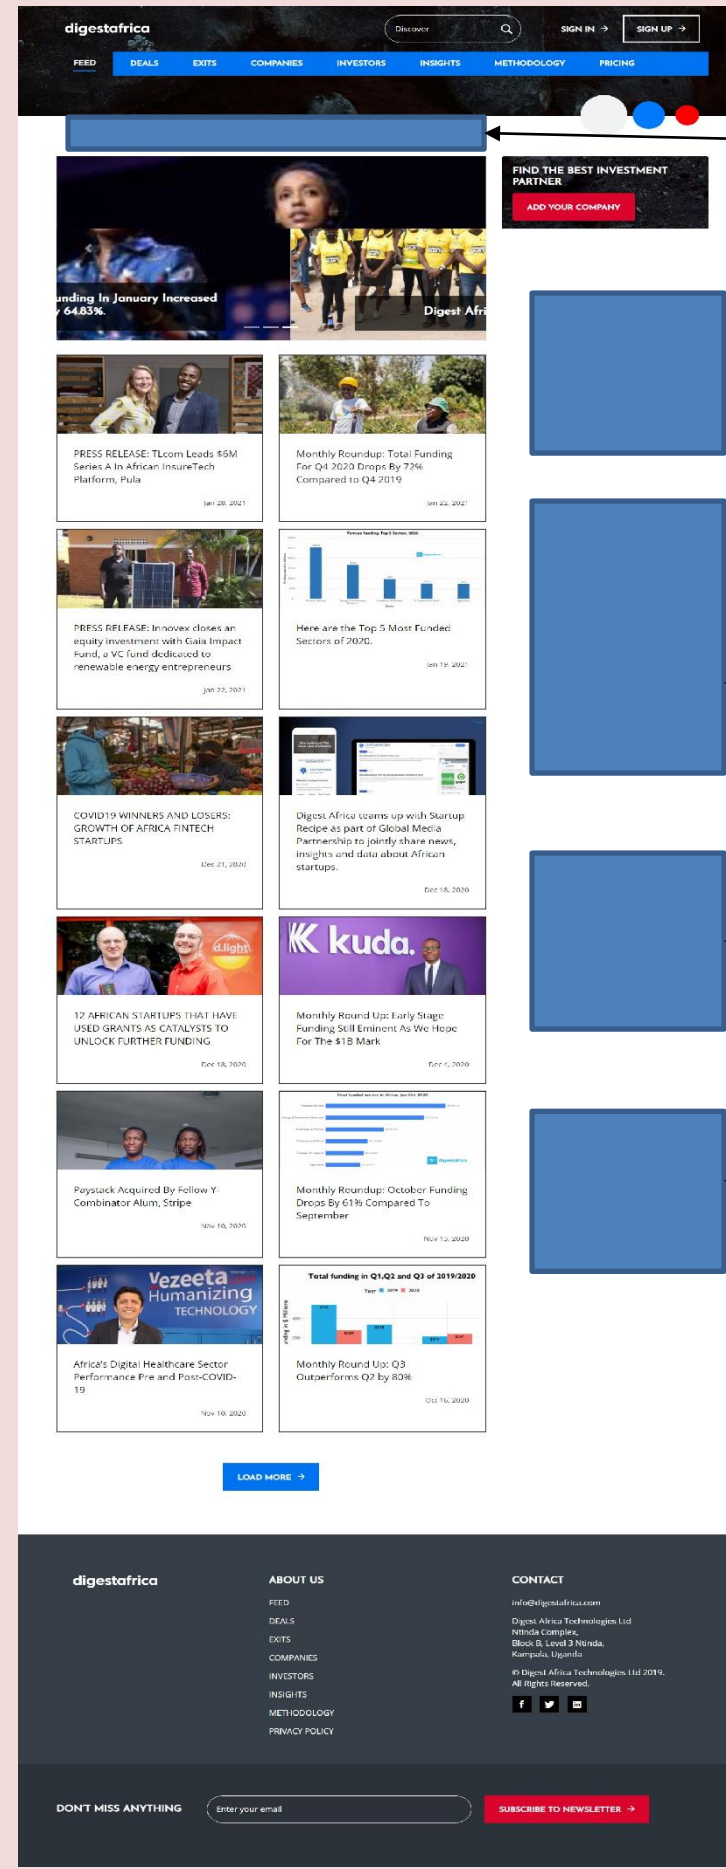 digestafrica
Discover
SIGN IN →
SIGN UP →
FEED DEALS EXITS COMPANIES INVESTORS INSIGHTS METHODOLOGY PRICING
FIND THE BEST INVESTMENT
PARTNER
ADD YOUR COMPANY
unding In January Increased
64.83%.
Digest Afri
PRESS RELEASE: TLcom Leads $6M
Series A In African InsureTech
Platform, Pula
Jan 28, 2021
Monthly Roundup: Total Funding
For Q4 2020 Drops By 72%
Compared to Q4 2019
Jan 22, 2021
PRESS RELEASE: Innovex closes an
equity investment with Gaia Impact
Fund, a VC fund dedicated to
renewable energy entrepreneurs
Jan 22, 2021
Here are the Top 5 Most Funded
Sectors of 2020.
Jan 19, 2021
COVID19 WINNERS AND LOSERS:
GROWTH OF AFRICA FINTECH
STARTUPS
Dec 21, 2020
Digest Africa teams up with Startup
Recipe as part of Global Media
Partnership to jointly share news,
insights and data about African
startups.
Dec 18, 2020
d.light
12 AFRICAN STARTUPS THAT HAVE
USED GRANTS AS CATALYSTS TO
UNLOCK FURTHER FUNDING
Dec 18, 2020
kuda.
Monthly Round Up: Early Stage
Funding Still Eminent As We Hope
For The $1B Mark
Dec 4, 2020
Paystack Acquired By Fellow Y-
Combinator Alum, Stripe
Nov 10, 2020
digestafrica
Monthly Roundup: October Funding
Drops By 61% Compared To
September
Vezeeta
Humanizing
TECHNOLOGY
Africa's Digital Healthcare Sector
Performance Pre and Post-COVID-
19
Nov 10, 2020
Total funding in Q1,Q2 and Q3 of 2019/2020
Year 2019 2020
Monthly Round Up: Q3
Outperforms Q2 by 80%
Oct 16, 2020
LOAD MORE →
digestafrica
ABOUT US
FEED
DEALS
EXITS
COMPANIES
INVESTORS
INSIGHTS
METHODOLOGY
PRIVACY POLICY
CONTACT
info@digestafrica.com
Digest Africa Technologies Ltd
Ntinda Complex,
Block B, Level 3 Ntinda,
Kampala, Uganda
© Digest Africa Technologies Ltd 2019.
All Rights Reserved.
DON'T MISS ANYTHING
Enter your email
SUBSCRIBE TO NEWSLETTER →